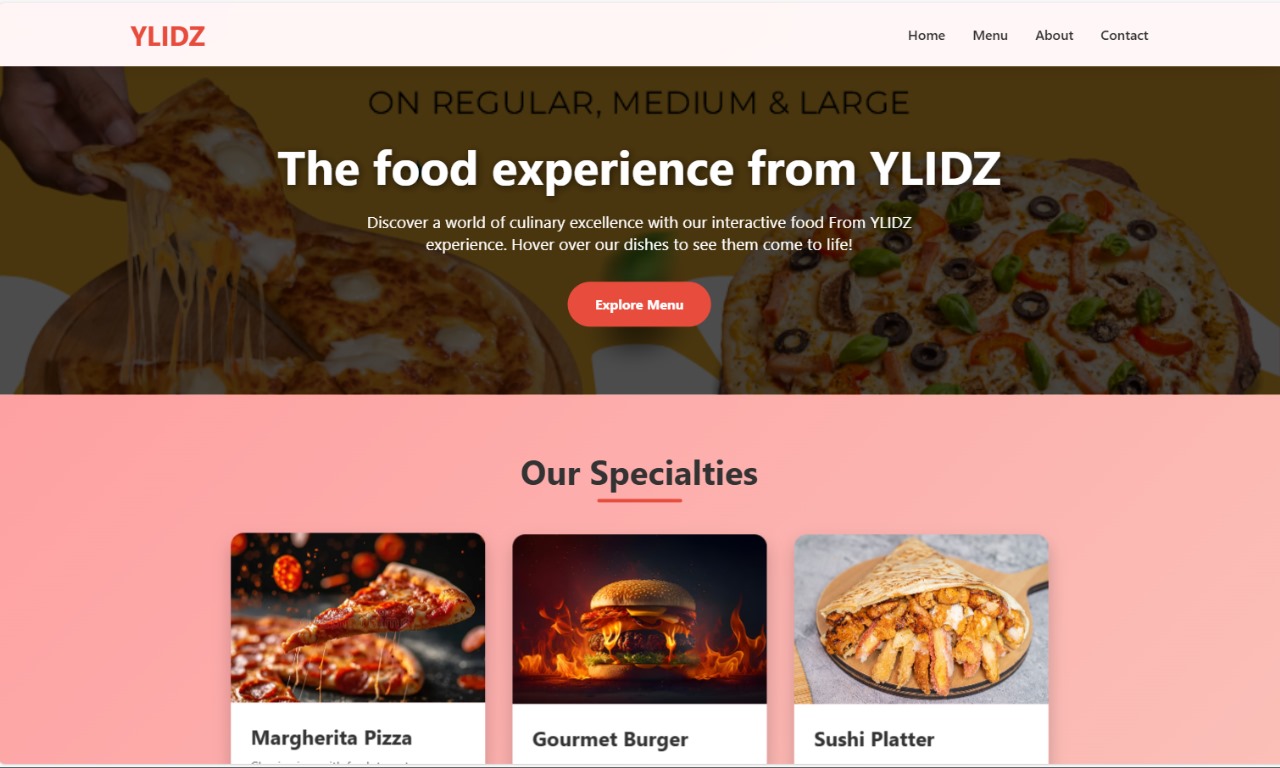 YLIDZ
Home Menu About Contact
ON REGULAR, MEDIUM & LARGE
The food experience from YLIDZ
Discover a world of culinary excellence with our interactive food From YLIDZ
experience. Hover over our dishes to see them come to life!
Explore Menu
Our Specialties
Margherita Pizza
Gourmet Burger
Sushi Platter